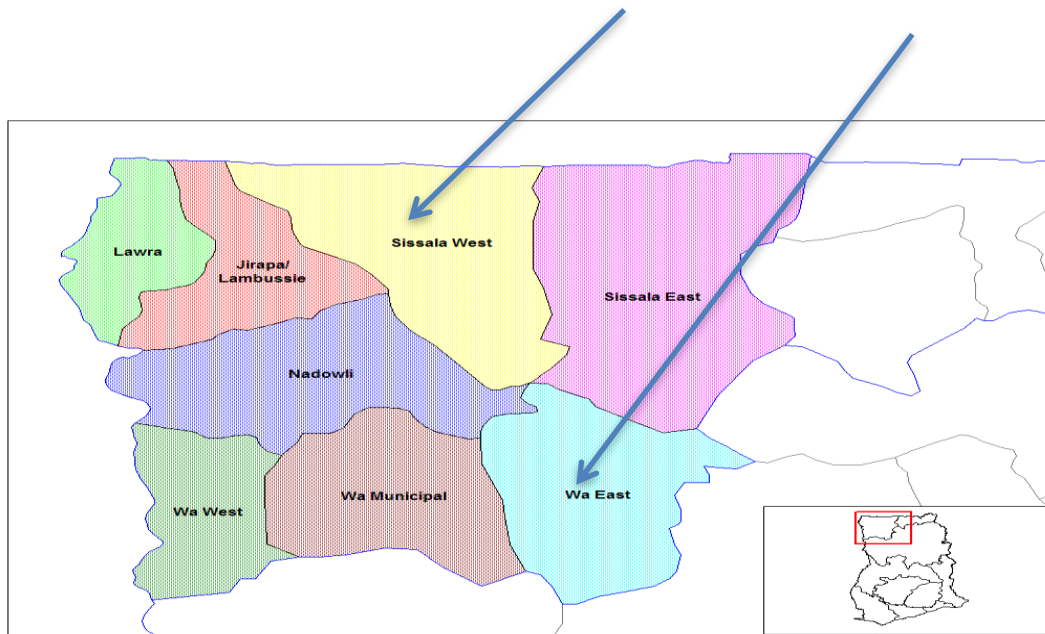 Lawra
Sissala West
Jirapa/
Lambussie
Sissala East
Nadowli
Wa West
Wa Municipal
Wa East